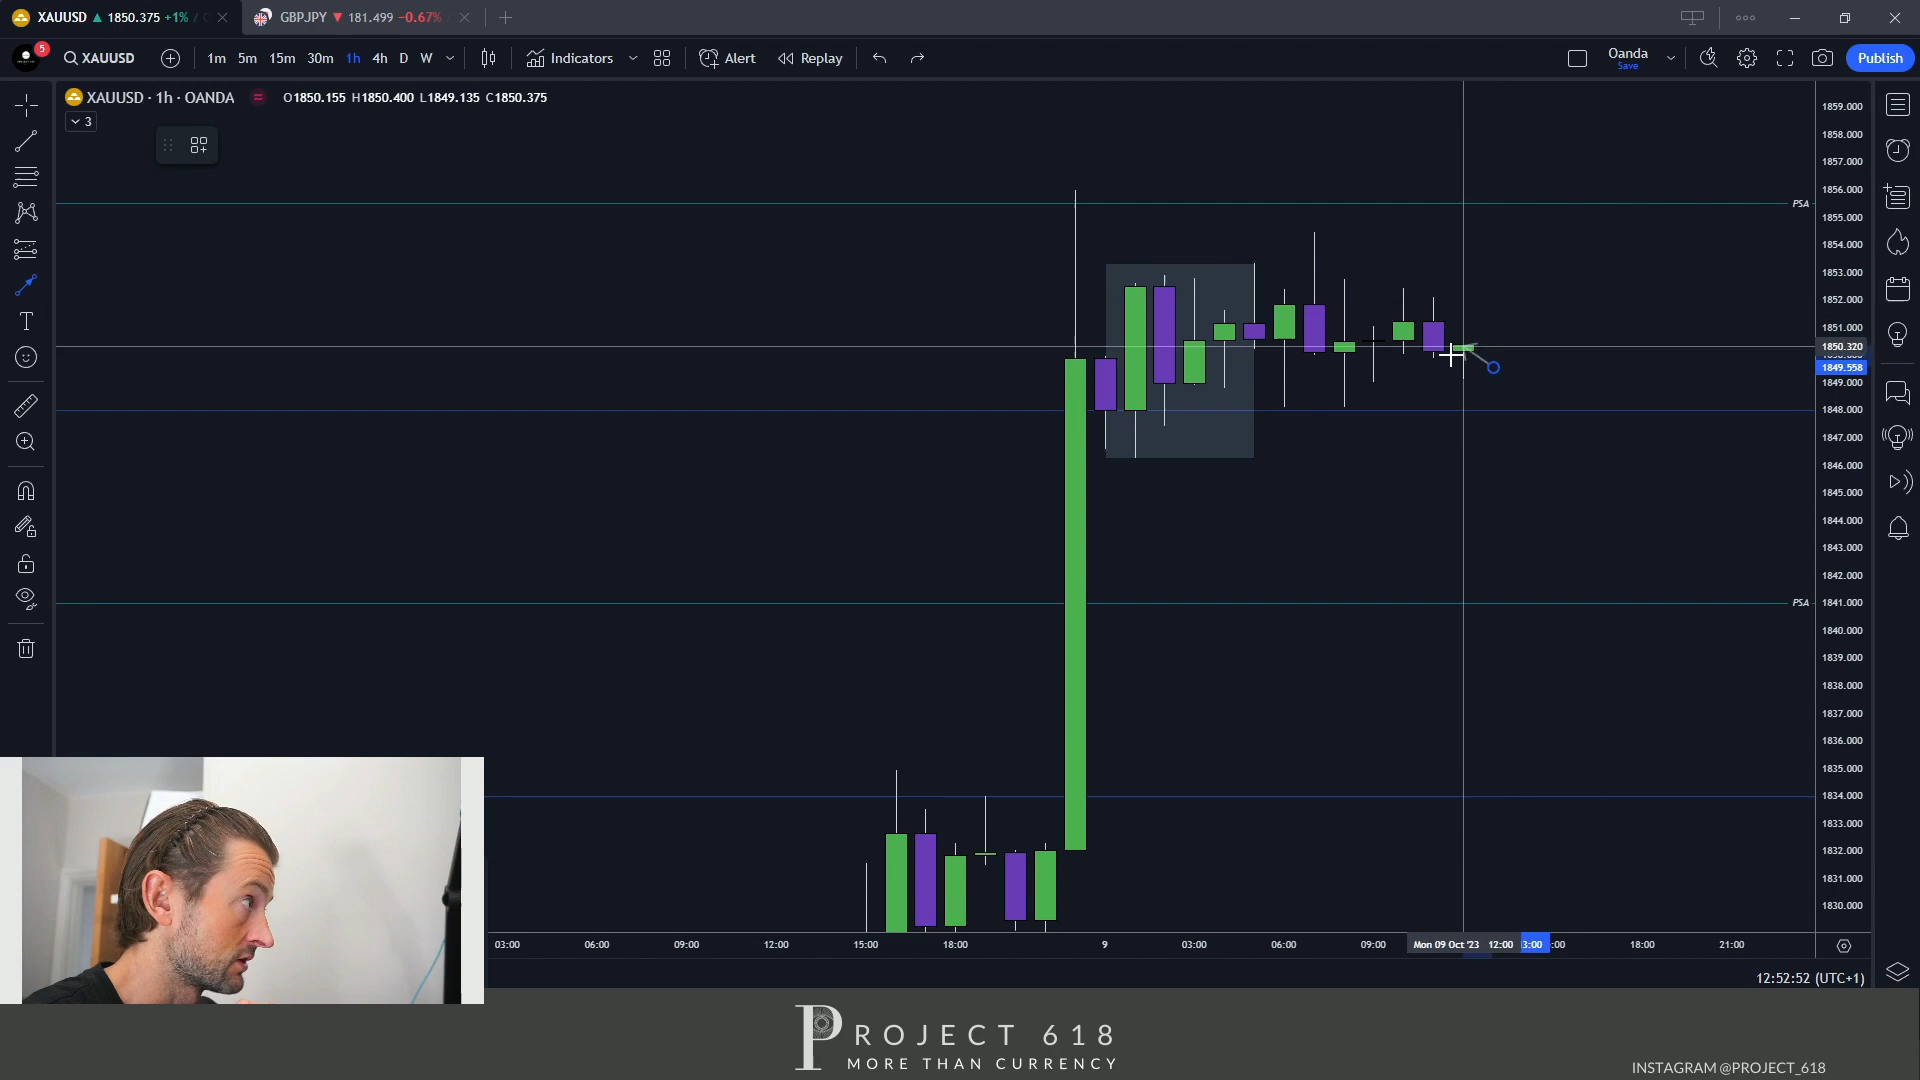 XAUUSD ▲ 1850.375 +1% /
GBPJPY ▼ 181.499 −0.67%
5
XAUUSD
1m 5m 15m 30m 1h 4h D W
Indicators
Alert
Replay
Oanda
Save
Publish
XAUUSD · 1h · OANDA
O1850.155 H1850.400 L1849.135 C1850.375
3
PSA
PSA
1859.000
1858.000
1857.000
1856.000
1855.000
1854.000
1853.000
1852.000
1851.000
1850.320
1849.558
1849.000
1848.000
1847.000
1846.000
1845.000
1844.000
1843.000
1842.000
1841.000
1840.000
1839.000
1838.000
1837.000
1836.000
1835.000
1834.000
1833.000
1832.000
1831.000
1830.000
03:00 06:00 09:00 12:00 15:00 18:00 9 03:00 06:00 09:00 Mon 09 Oct '23 12:00 3:00 :00 18:00 21:00
12:52:52 (UTC+1)
PROJECT 618
MORE THAN CURRENCY
INSTAGRAM @PROJECT_618